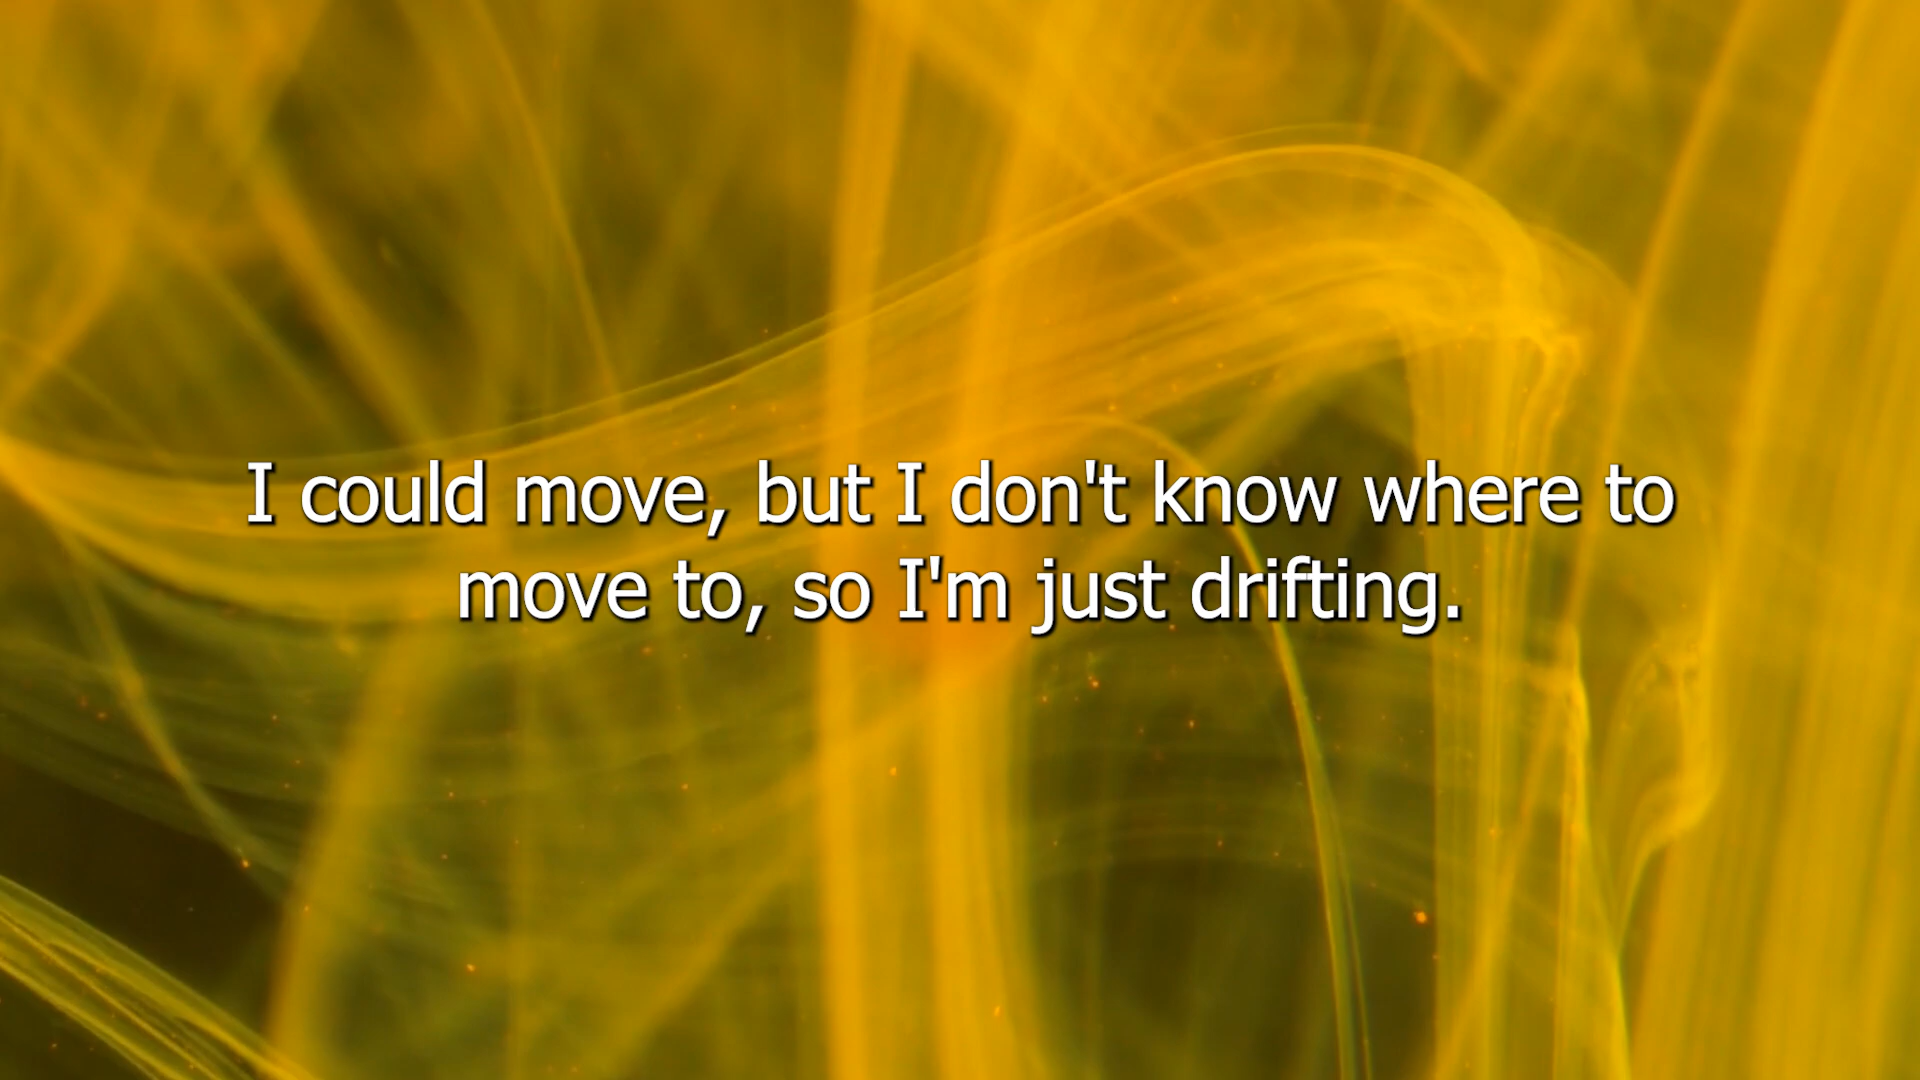 I could move, but I don't know where to
move to, so I'm just drifting.